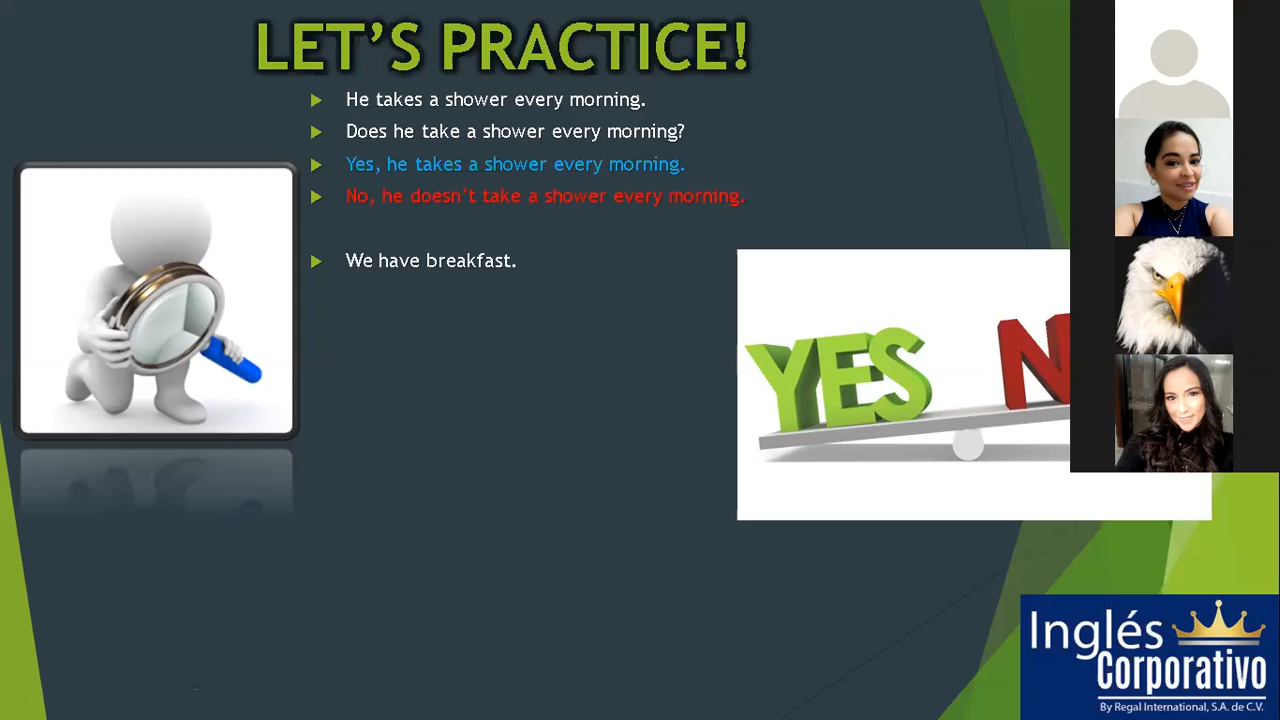 LET'S PRACTICE!
He takes a shower every morning.
Does he take a shower every morning?
Yes, he takes a shower every morning.
No, he doesn't take a shower every morning.
We have breakfast.
YES N
Inglés
Corporativo
By Regal International, S.A. de C.V.